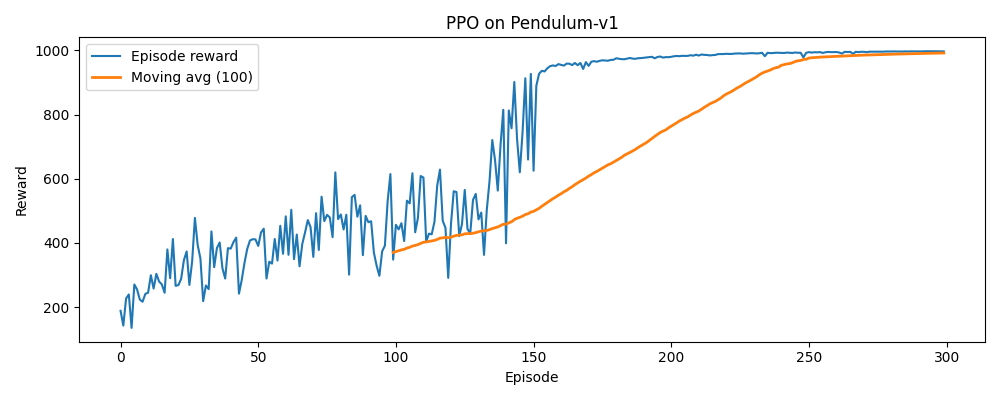 PPO on Pendulum-v1
Episode reward
Moving avg (100)
Reward
1000
800
600
400
200
0 50 100 150 200 250 300
Episode